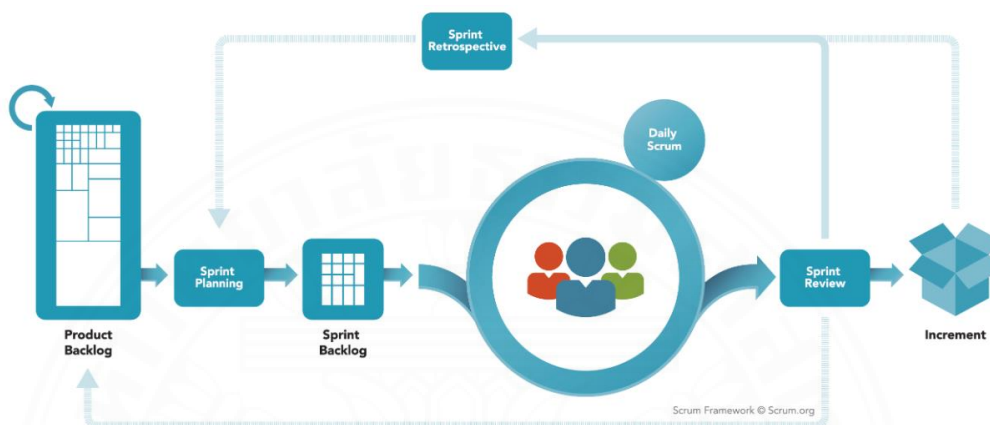 Sprint
Retrospective
Daily
Scrum
Sprint
Planning
Sprint
Review
Product
Backlog
Sprint
Backlog
Increment
Scrum Framework © Scrum.org